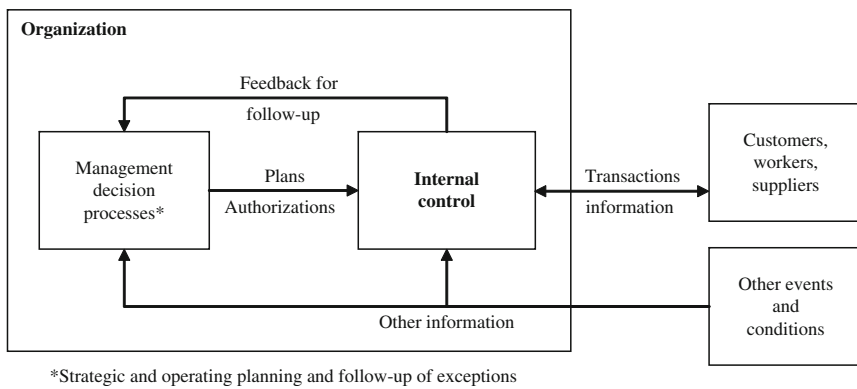 Organization
Feedback for
follow-up
Management
decision
processes*
Plans
Authorizations
Internal
control
Transactions
information
Customers,
workers,
suppliers
Other information
Other events
and
conditions
*Strategic and operating planning and follow-up of exceptions